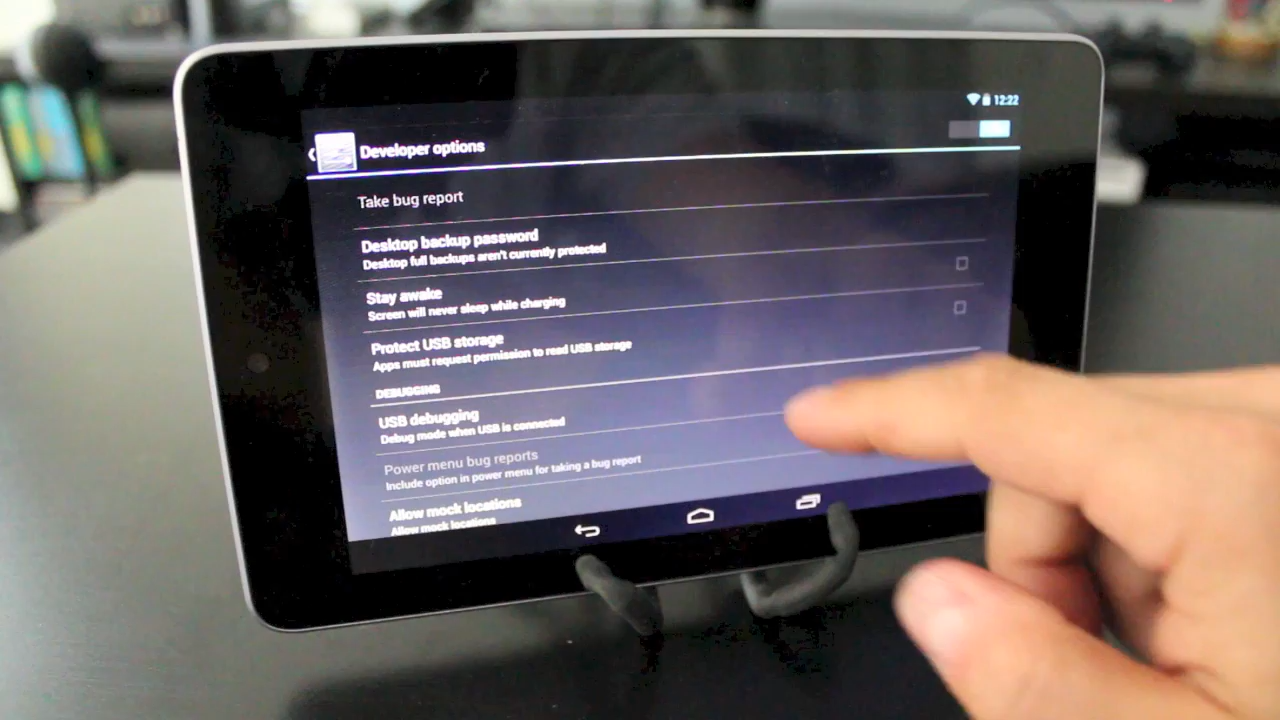 12:22
Developer options
Take bug report
Desktop backup password
Desktop full backups aren't currently protected
Stay awake
Screen will never sleep while charging
Protect USB storage
Apps must request permission to read USB storage
DEBUGGING
USB debugging
Debug mode when USB is connected
Power menu bug reports
Include option in power menu for taking a bug report
Allow mock locations
Allow mock locations